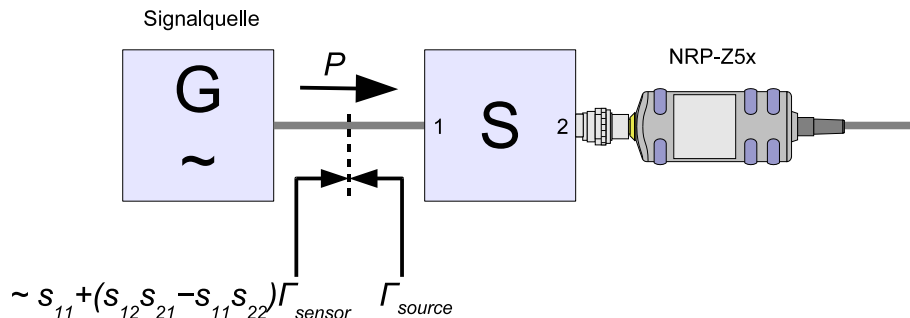 Signalquelle
G
~
P
1
S
2
NRP-Z5x
~ s₁₁+(s₁₂s₂₁−s₁₁s₂₂)Γsensor
Γsource